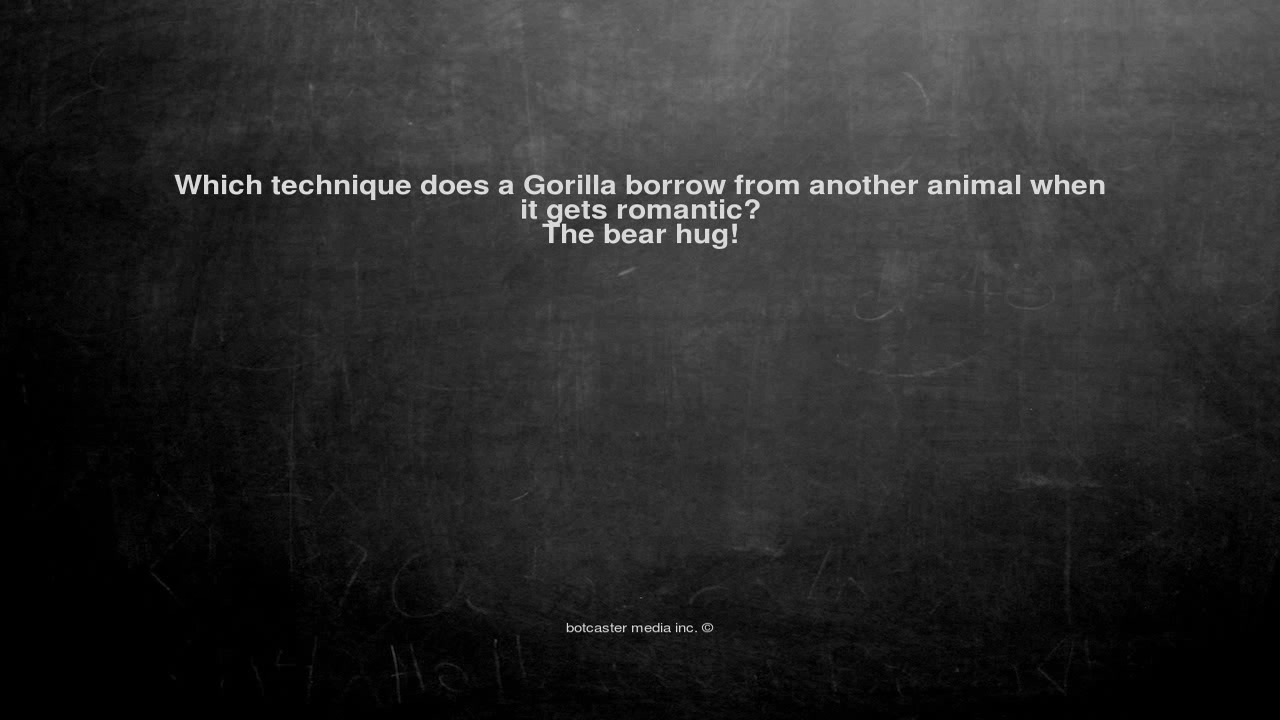 Which technique does a Gorilla borrow from another animal when
it gets romantic?
The bear hug!
botcaster media inc. ©